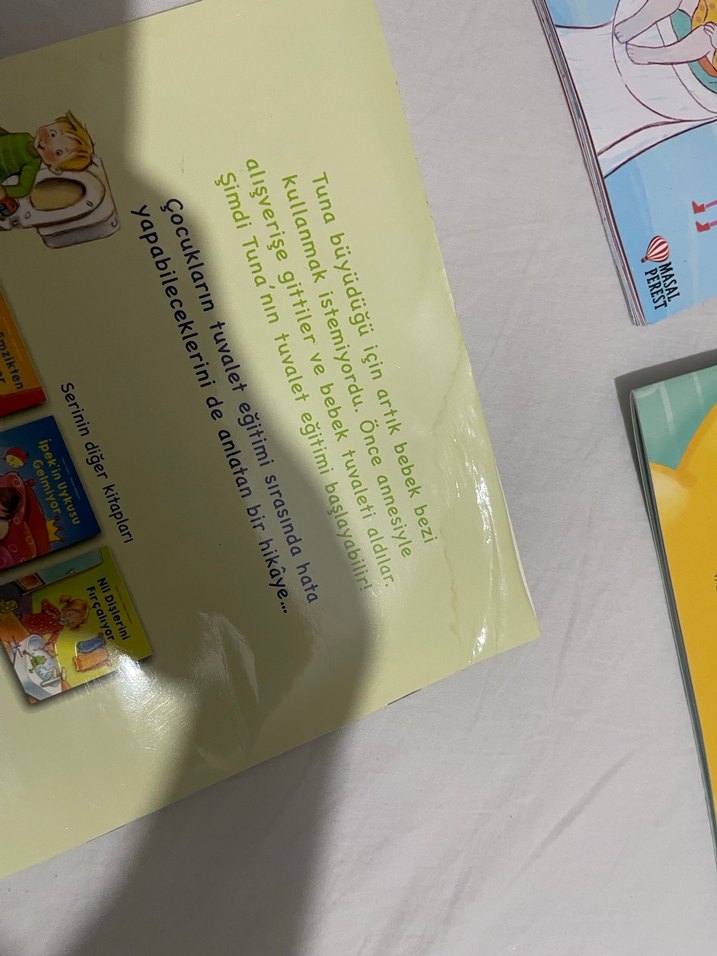 Tuna büyüdüğü için artık bebek bezi
kullanmak istemiyordu. Önce annesiyle
alışverişe gittiler ve bebek tuvaleti aldılar.
Şimdi Tuna'nın tuvalet eğitimi başlayabilir!
Çocukların tuvalet eğitimi sırasında hata
yapabileceklerini de anlatan bir hikâye...
Serinin diğer kitapları
Emzikten
İpek'in Uykusu
Gelmiyor
Nil Dişlerini
Fırçalıyor
MASAL
PEREST